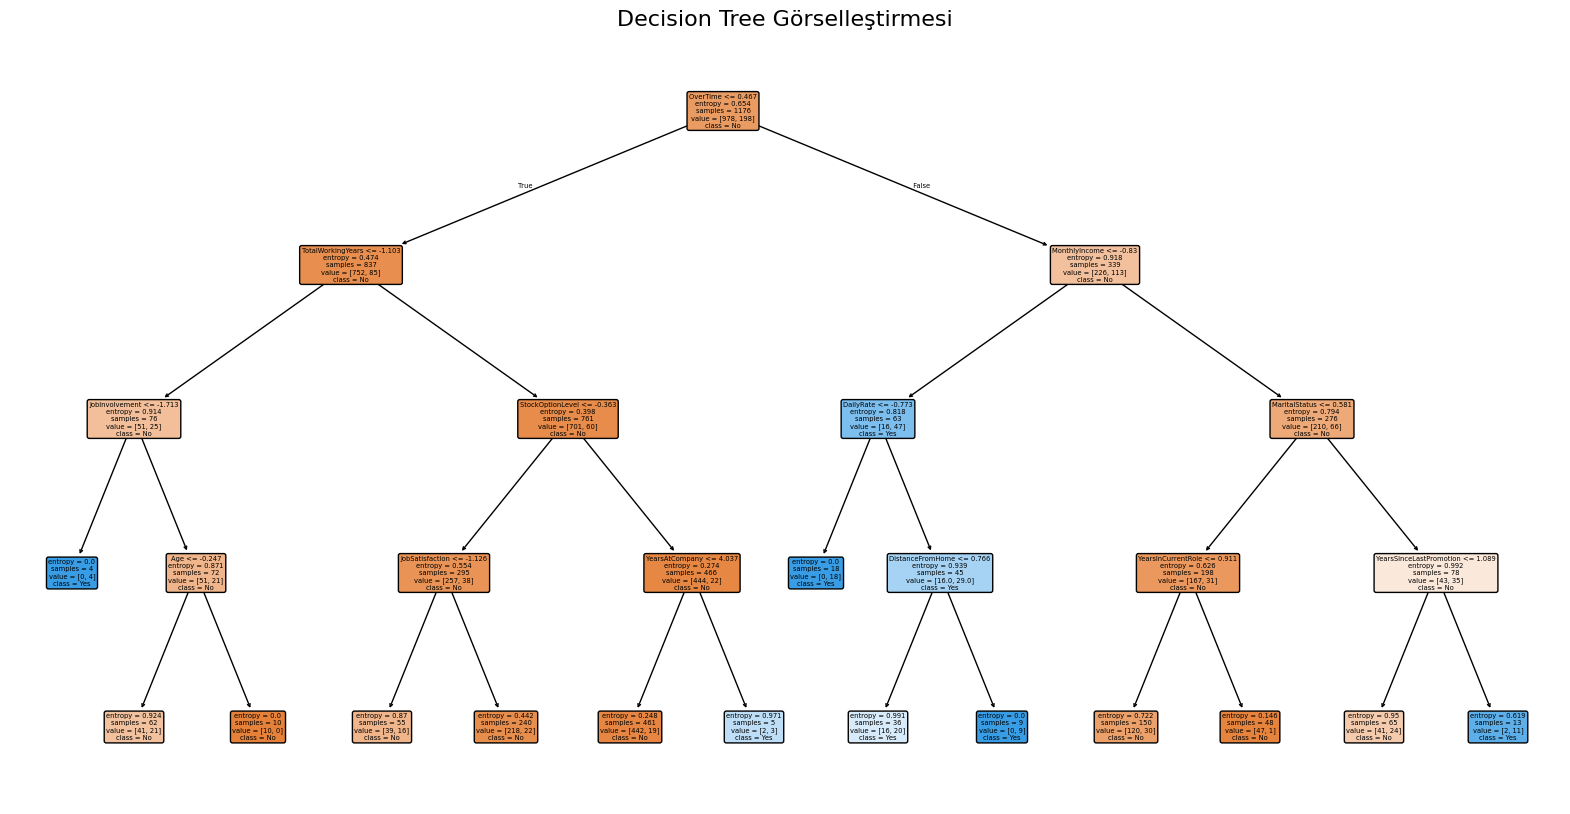 Decision Tree Görselleştirmesi
OverTime <= 0.467
entropy = 0.654
samples = 1176
value = [978, 198]
class = No
True
False
TotalWorkingYears <= -1.103
entropy = 0.474
samples = 837
value = [752, 85]
class = No
MonthlyIncome <= -0.83
entropy = 0.918
samples = 339
value = [226, 113]
class = No
JobInvolvement <= -1.713
entropy = 0.914
samples = 76
value = [51, 25]
class = No
StockOptionLevel <= -0.363
entropy = 0.398
samples = 761
value = [701, 60]
class = No
DailyRate <= -0.773
entropy = 0.818
samples = 63
value = [16, 47]
class = Yes
MaritalStatus <= 0.581
entropy = 0.794
samples = 276
value = [210, 66]
class = No
entropy = 0.0
samples = 4
value = [0, 4]
class = Yes
Age <= -0.247
entropy = 0.871
samples = 72
value = [51, 21]
class = No
JobSatisfaction <= -1.126
entropy = 0.554
samples = 295
value = [257, 38]
class = No
YearsAtCompany <= 4.037
entropy = 0.274
samples = 466
value = [444, 22]
class = No
entropy = 0.0
samples = 18
value = [0, 18]
class = Yes
DistanceFromHome <= 0.766
entropy = 0.939
samples = 45
value = [16.0, 29.0]
class = Yes
YearsInCurrentRole <= 0.911
entropy = 0.626
samples = 198
value = [167, 31]
class = No
YearsSinceLastPromotion <= 1.089
entropy = 0.992
samples = 78
value = [43, 35]
class = No
entropy = 0.924
samples = 62
value = [41, 21]
class = No
entropy = 0.0
samples = 10
value = [10, 0]
class = No
entropy = 0.87
samples = 55
value = [39, 16]
class = No
entropy = 0.442
samples = 240
value = [218, 22]
class = No
entropy = 0.248
samples = 461
value = [442, 19]
class = No
entropy = 0.971
samples = 5
value = [2, 3]
class = Yes
entropy = 0.991
samples = 36
value = [16, 20]
class = Yes
entropy = 0.0
samples = 9
value = [0, 9]
class = Yes
entropy = 0.722
samples = 150
value = [120, 30]
class = No
entropy = 0.146
samples = 48
value = [47, 1]
class = No
entropy = 0.95
samples = 65
value = [41, 24]
class = No
entropy = 0.619
samples = 13
value = [2, 11]
class = Yes